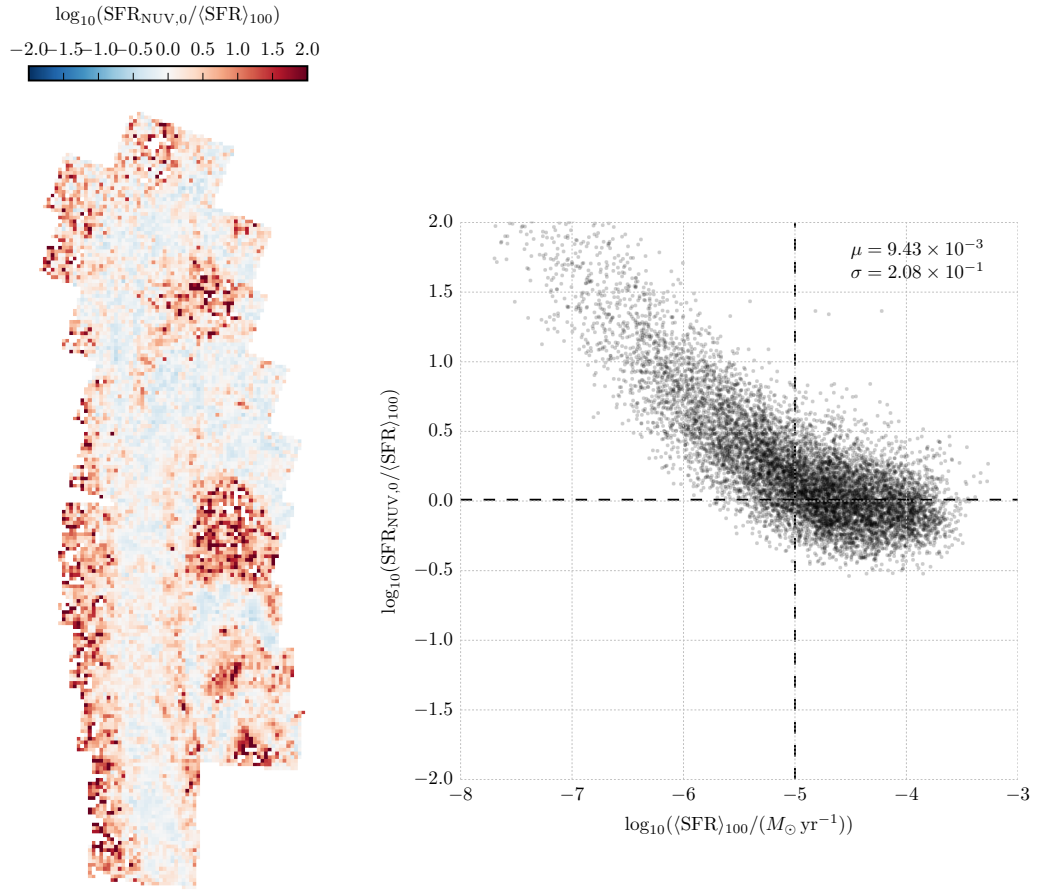 log₁₀(SFR_NUV,0/⟨SFR⟩₁₀₀)
−2.0 −1.5 −1.0 −0.5 0.0 0.5 1.0 1.5 2.0
μ = 9.43 × 10⁻³
σ = 2.08 × 10⁻¹
log₁₀(SFR_NUV,0/⟨SFR⟩₁₀₀)
2.0
1.5
1.0
0.5
0.0
−0.5
−1.0
−1.5
−2.0
−8 −7 −6 −5 −4 −3
log₁₀(⟨SFR⟩₁₀₀/(M⊙ yr⁻¹))